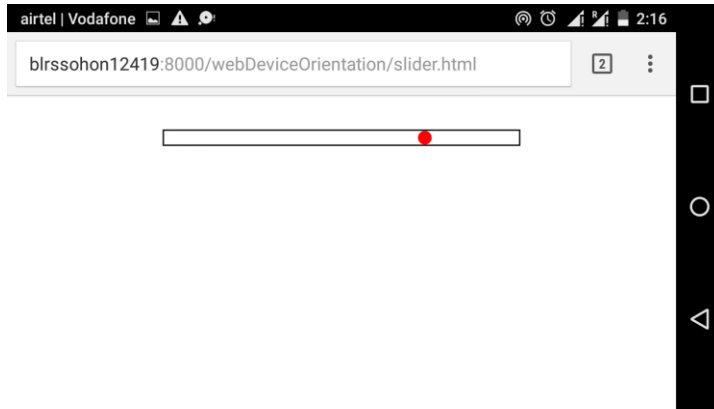 airtel | Vodafone R 2:16
blrssohon12419:8000/webDeviceOrientation/slider.html 2